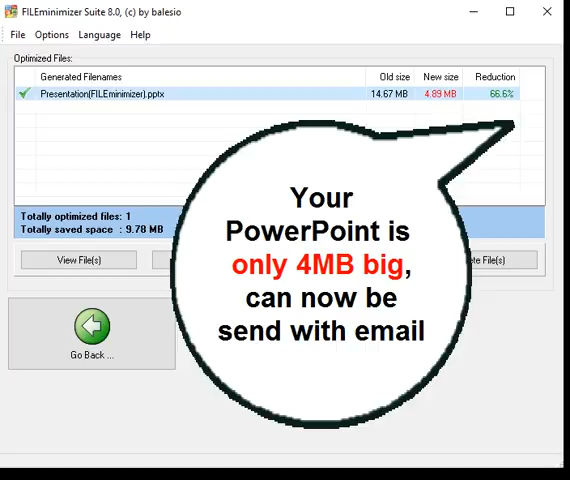 FILEminimizer Suite 8.0, (c) by balesio
File Options Language Help
Optimized Files:
Generated Filenames Old size New size Reduction
Presentation(FILEminimizer).pptx 14.67 MB 4.89 MB 66.6%
Your
PowerPoint is
only 4MB big,
can now be
send with email
Totally optimized files: 1
Totally saved space : 9.78 MB
View File(s) File(s)
Go Back ...